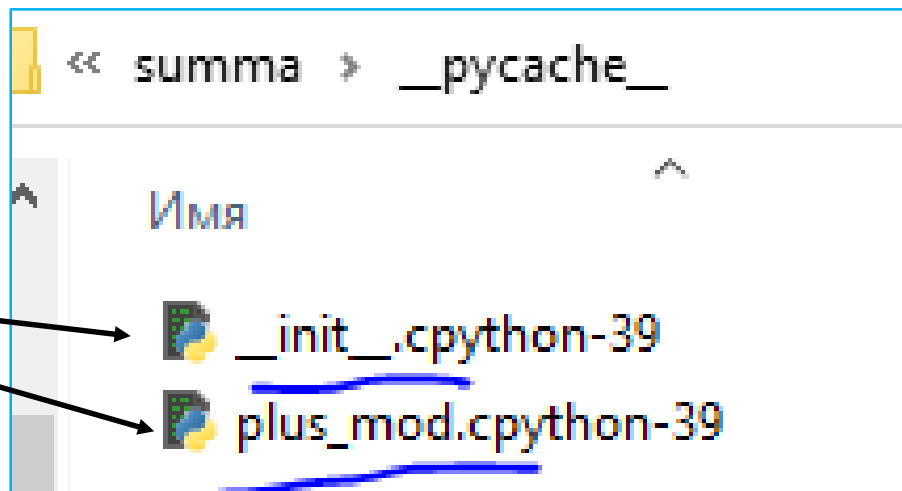 « summa > __pycache__
Имя
__init__.cpython-39
plus_mod.cpython-39